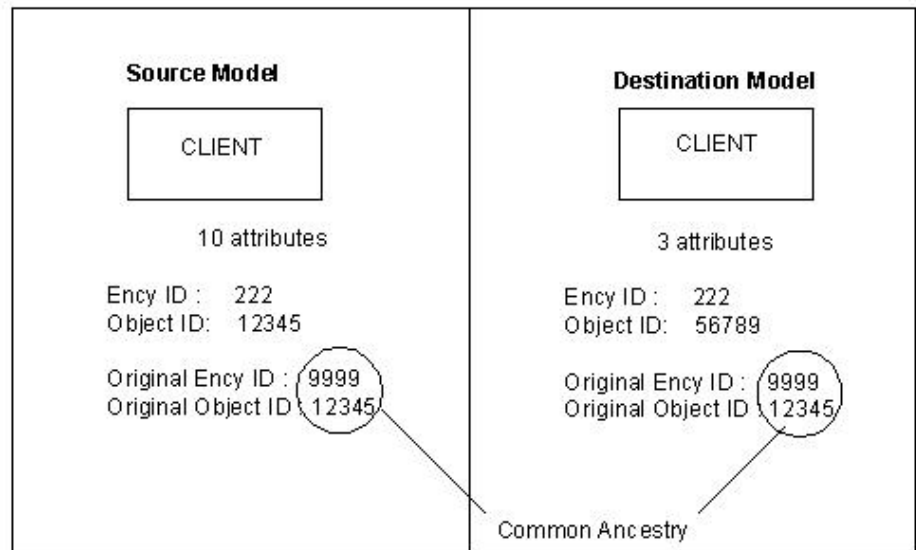 Source Model
CLIENT
10 attributes
Ency ID : 222
Object ID: 12345
Original Ency ID : 9999
Original Object ID : 12345
Destination Model
CLIENT
3 attributes
Ency ID : 222
Object ID: 56789
Original Ency ID : 9999
Original Object ID : 12345
Common Ancestry